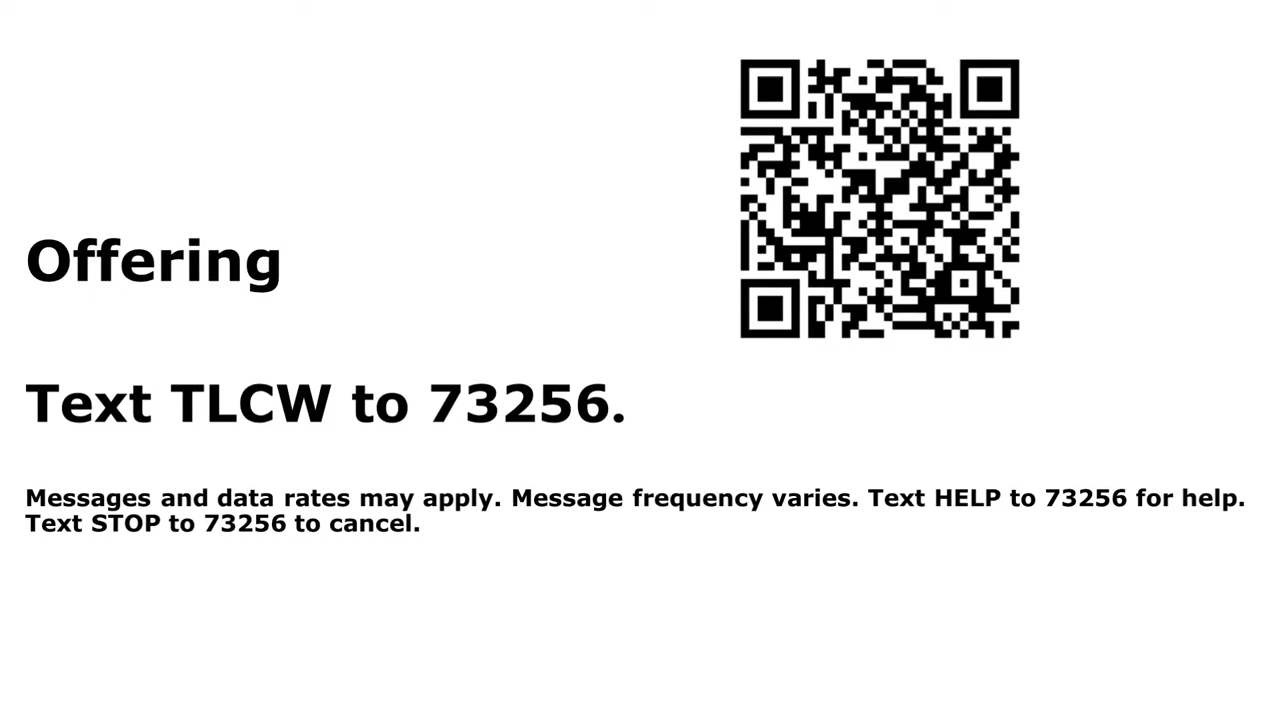 Offering
Text TLCW to 73256.
Messages and data rates may apply. Message frequency varies. Text HELP to 73256 for help.
Text STOP to 73256 to cancel.